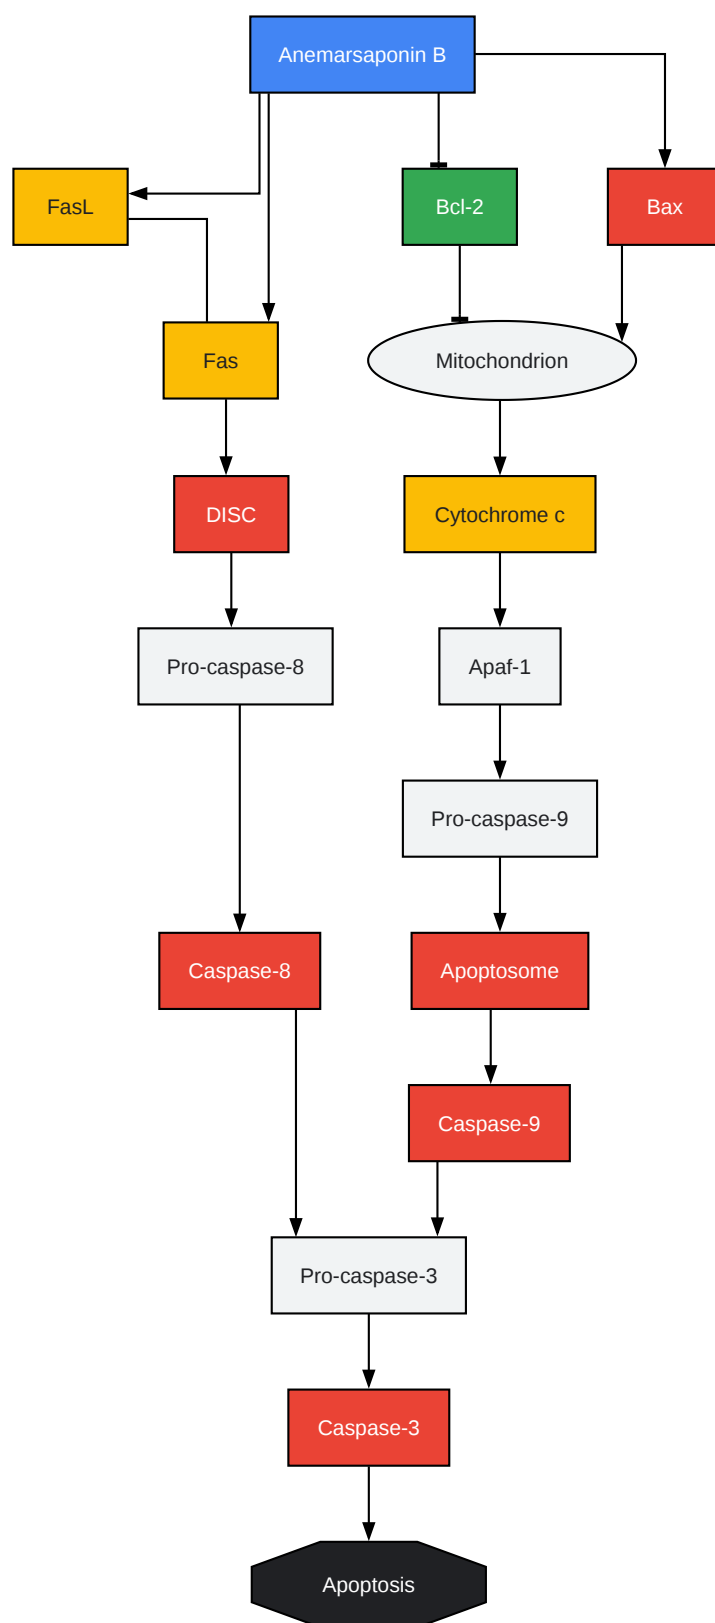 Anemarsaponin B
FasL
Bcl-2
Bax
Fas
Mitochondrion
DISC
Cytochrome c
Pro-caspase-8
Apaf-1
Pro-caspase-9
Caspase-8
Apoptosome
Caspase-9
Pro-caspase-3
Caspase-3
Apoptosis